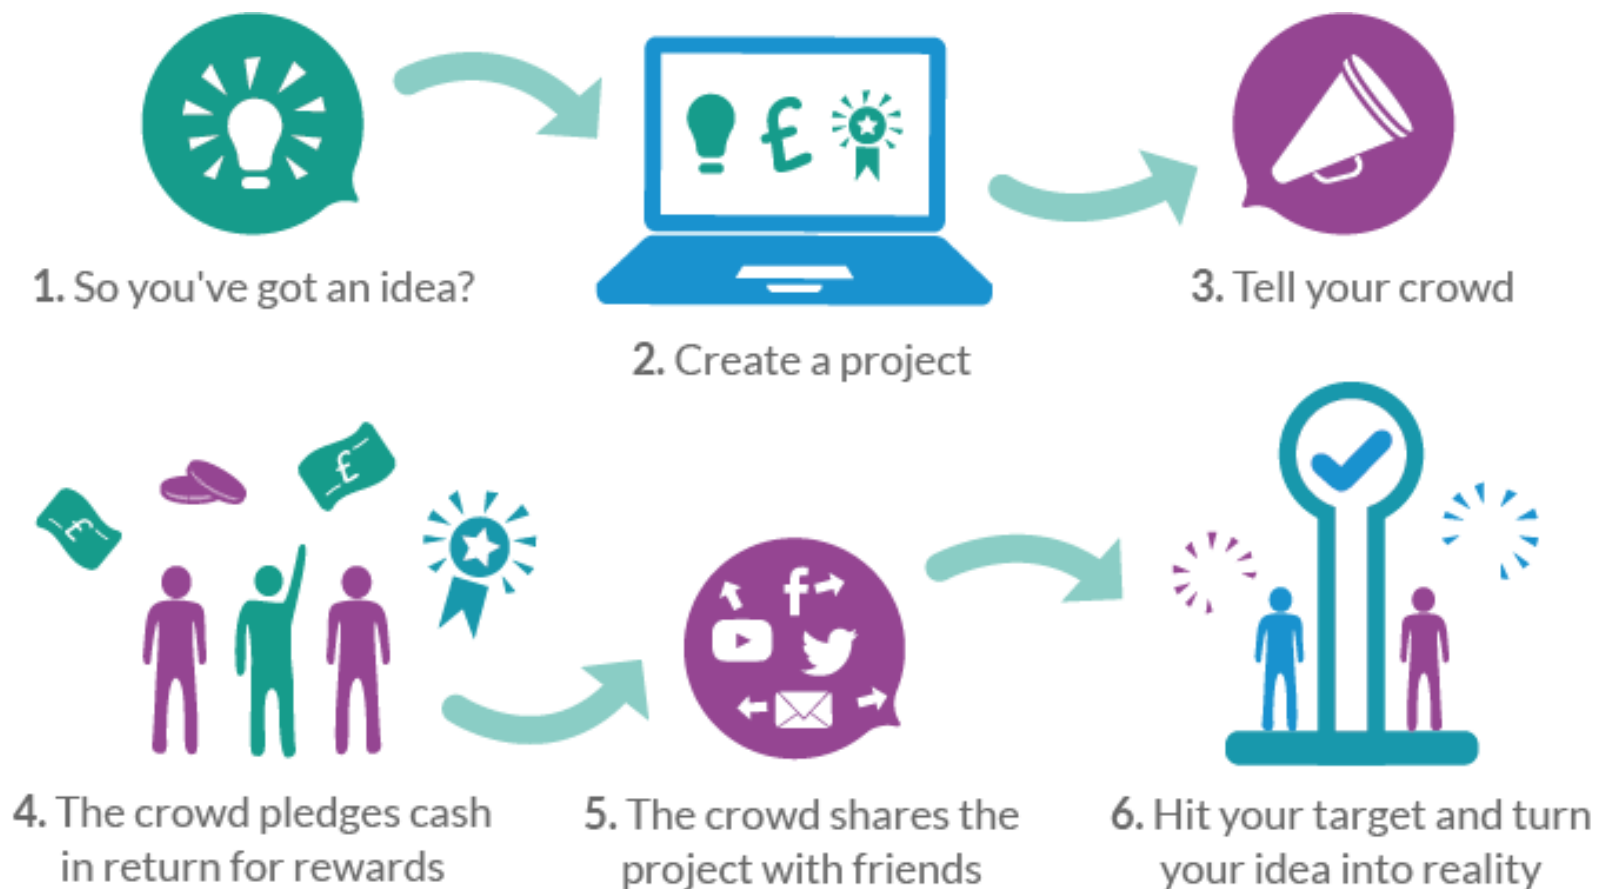 £
1. So you've got an idea?
2. Create a project
3. Tell your crowd
£
£
f
4. The crowd pledges cash
in return for rewards
5. The crowd shares the
project with friends
6. Hit your target and turn
your idea into reality